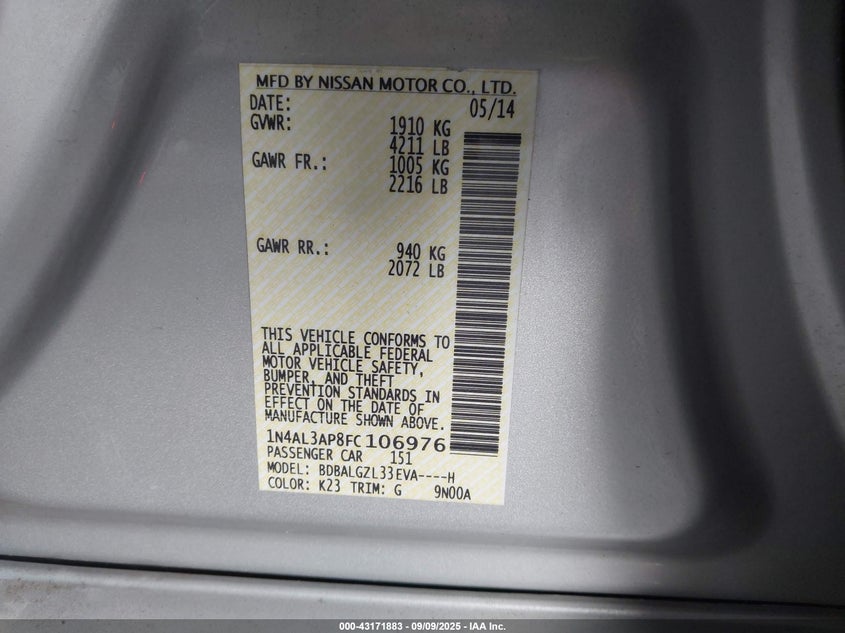 MFD BY NISSAN MOTOR CO., LTD.
DATE: 05/14
GVWR: 1910 KG
4211 LB
GAWR FR.: 1005 KG
2216 LB
GAWR RR.: 940 KG
2072 LB
THIS VEHICLE CONFORMS TO
ALL APPLICABLE FEDERAL
MOTOR VEHICLE SAFETY,
BUMPER, AND THEFT
PREVENTION STANDARDS IN
EFFECT ON THE DATE OF
MANUFACTURE SHOWN ABOVE.
1N4AL3AP8FC106976
PASSENGER CAR 151
MODEL: BDBALGZL33EVA----H
COLOR: K23 TRIM: G 9N00A
000-43171883 - 09/09/2025 - IAA Inc.